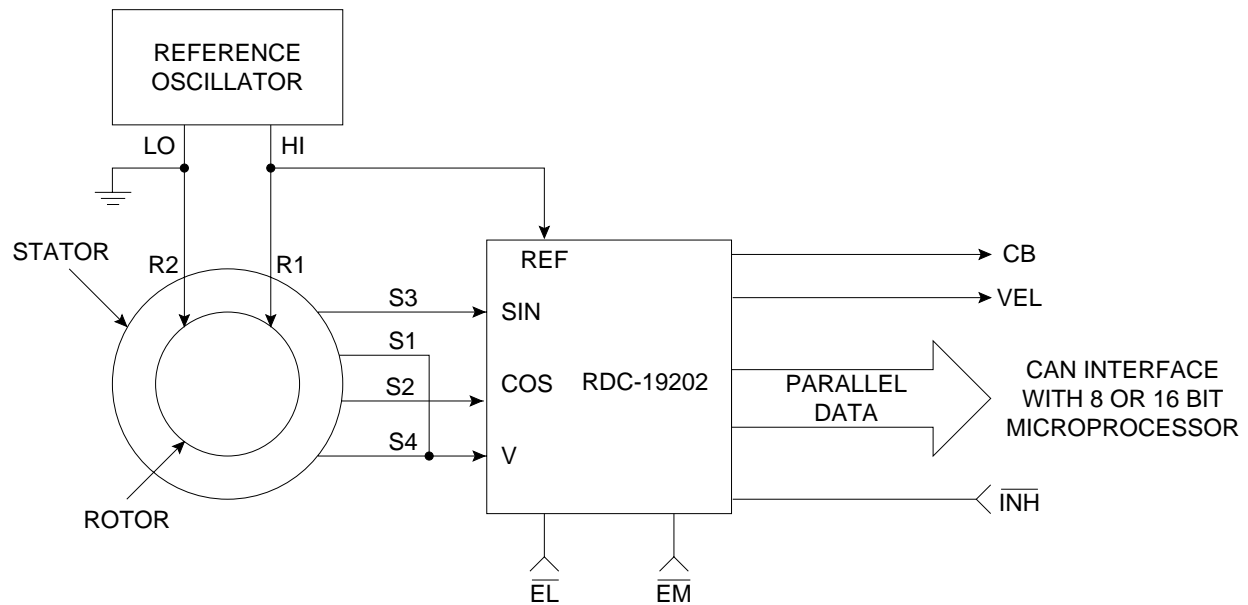 REFERENCE
OSCILLATOR
LO
HI
STATOR
R2
R1
REF
CB
S3
SIN
VEL
S1
S2
COS
RDC-19202
PARALLEL
DATA
CAN INTERFACE
WITH 8 OR 16 BIT
MICROPROCESSOR
S4
V
ROTOR
INH
EL
EM